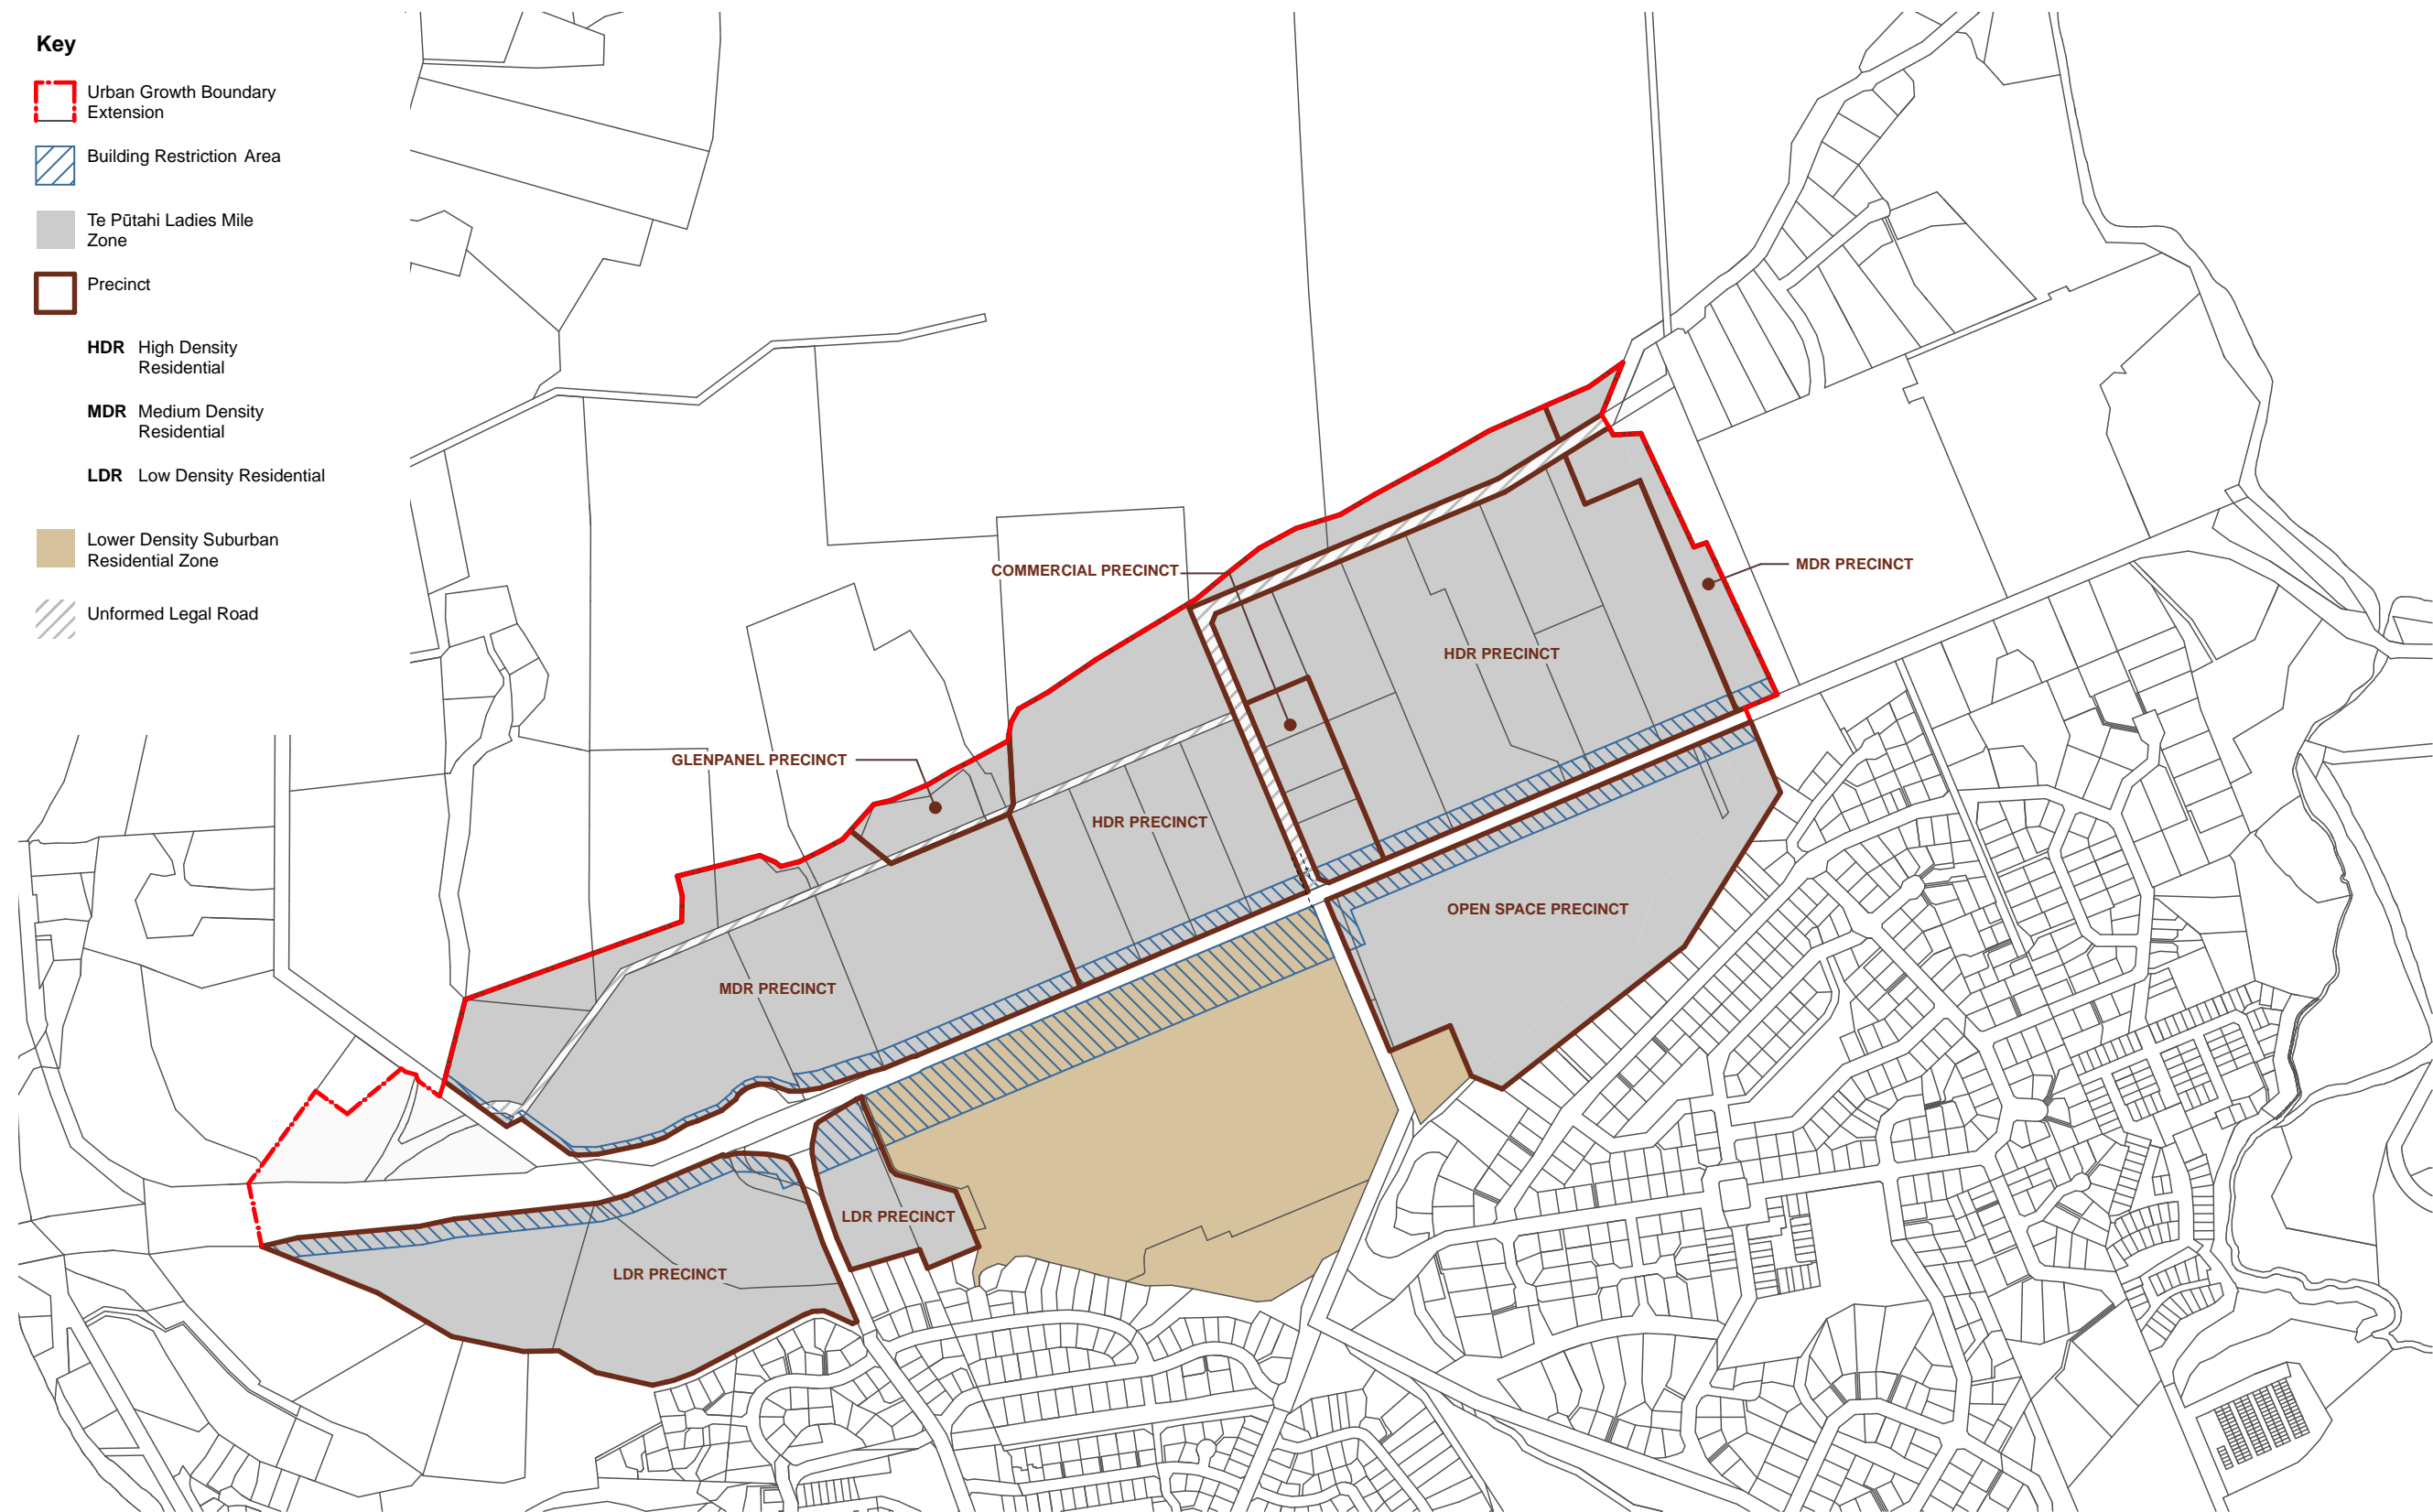 Key
Urban Growth Boundary
Extension
Building Restriction Area
Te Pūtahi Ladies Mile
Zone
Precinct
HDR High Density
Residential
MDR Medium Density
Residential
LDR Low Density Residential
Lower Density Suburban
Residential Zone
Unformed Legal Road
COMMERCIAL PRECINCT
MDR PRECINCT
HDR PRECINCT
GLENPANEL PRECINCT
HDR PRECINCT
OPEN SPACE PRECINCT
MDR PRECINCT
LDR PRECINCT
LDR PRECINCT